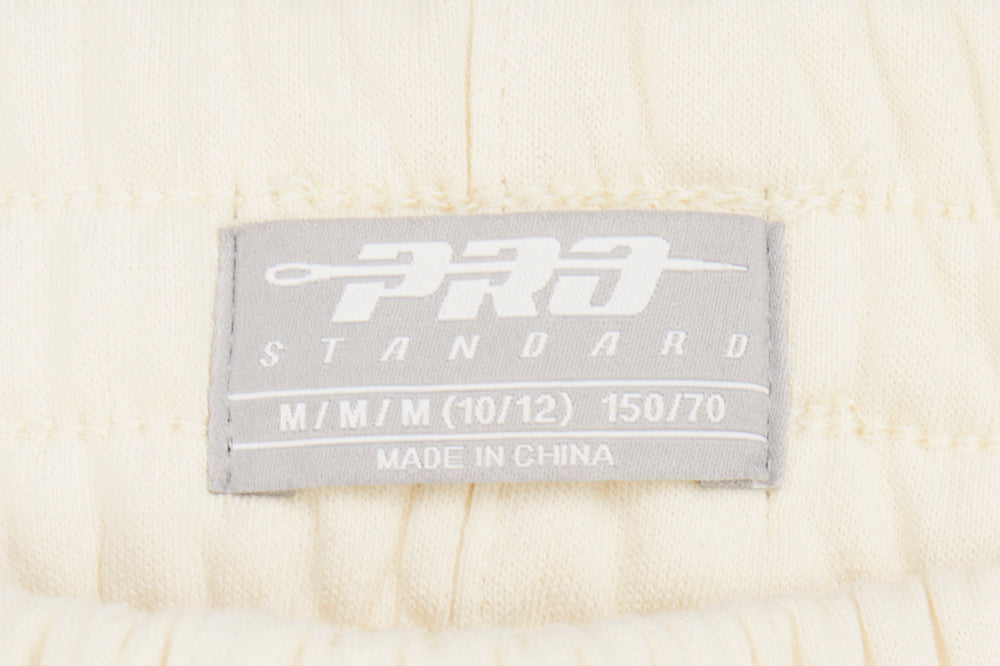 PRO
STANDARD
M/M/M (10/12) 150/70
MADE IN CHINA